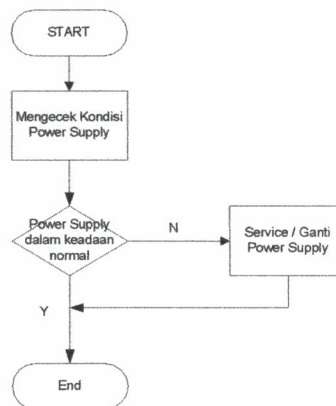 START
Mengecek Kondisi
Power Supply
Power Supply
dalam keadaan
normal
N
Service / Ganti
Power Supply
Y
End